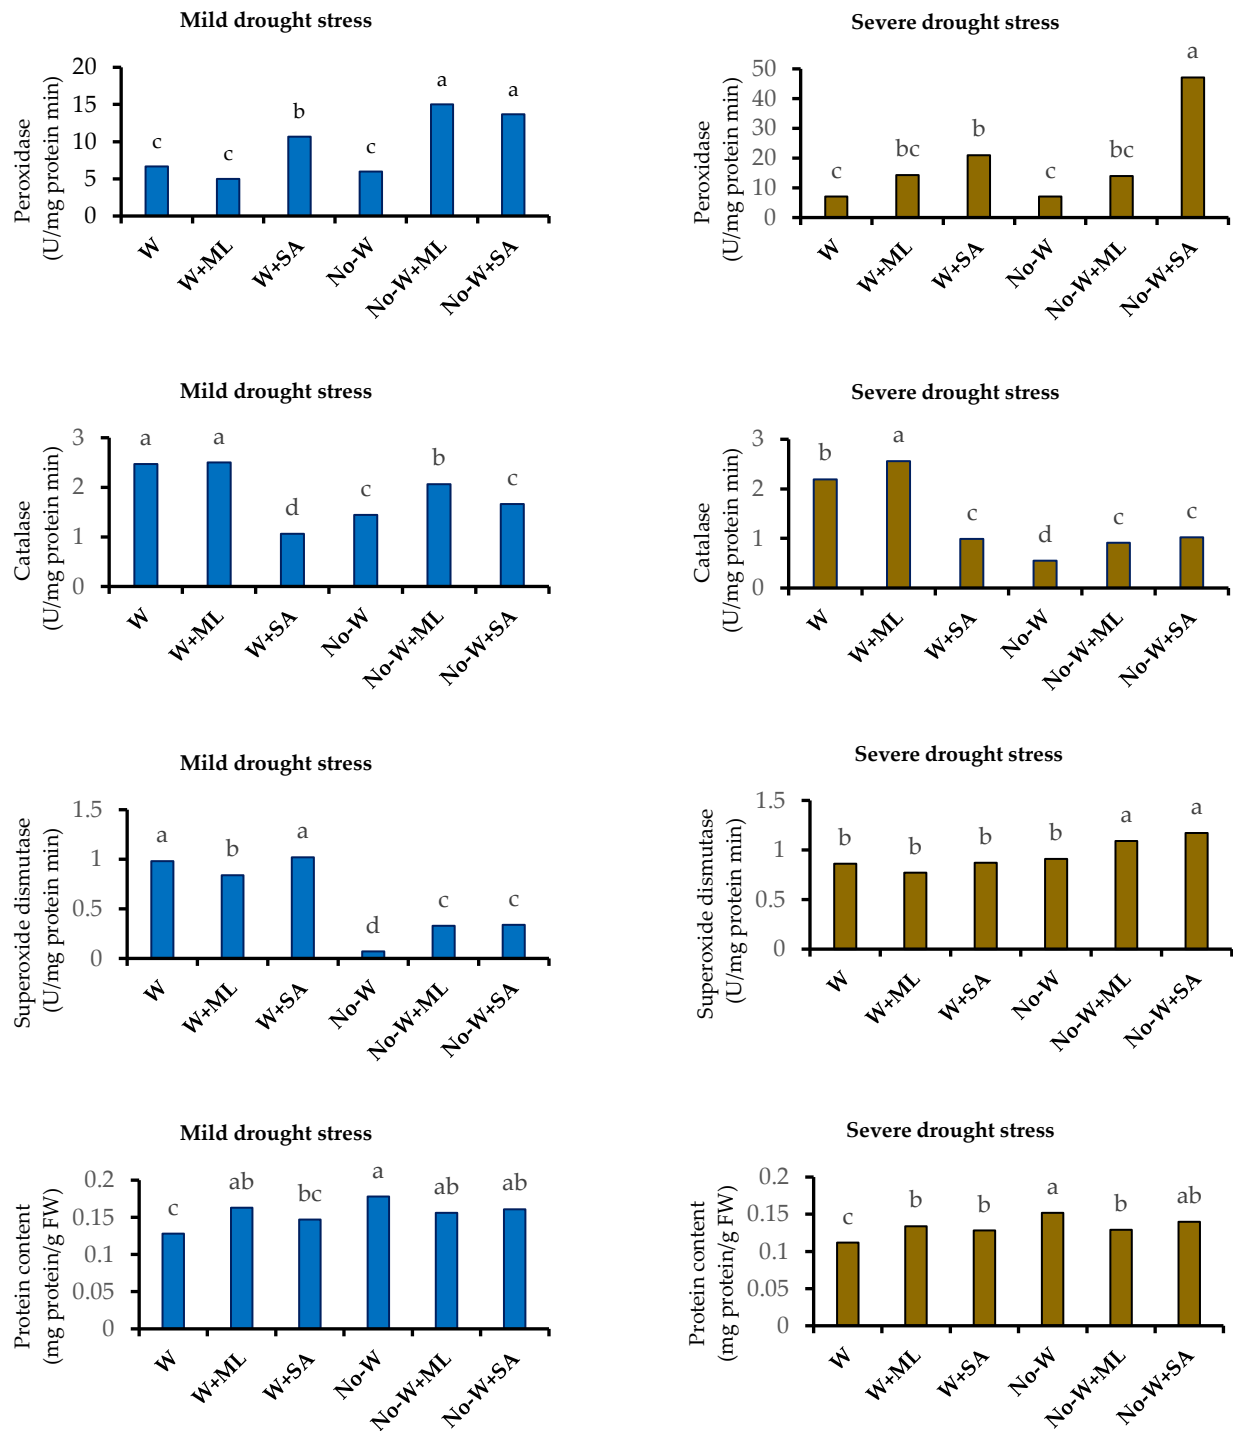 Mild drought stress
Peroxidase
(U/mg protein min)
20
15
10
5
0
c
c
b
c
a
a
W
W+ML
W+SA
No-W
No-W+ML
No-W+SA
Severe drought stress
Peroxidase
(U/mg protein min)
50
40
30
20
10
0
c
bc
b
c
bc
a
W
W+ML
W+SA
No-W
No-W+ML
No-W+SA
Mild drought stress
Catalase
(U/mg protein min)
3
2
1
0
a
a
d
c
b
c
W
W+ML
W+SA
No-W
No-W+ML
No-W+SA
Severe drought stress
Catalase
(U/mg protein min)
3
2
1
0
b
a
c
d
c
c
W
W+ML
W+SA
No-W
No-W+ML
No-W+SA
Mild drought stress
Superoxide dismutase
(U/mg protein min)
1.5
1
0.5
0
a
b
a
d
c
c
W
W+ML
W+SA
No-W
No-W+ML
No-W+SA
Severe drought stress
Superoxide dismutase
(U/mg protein min)
1.5
1
0.5
0
b
b
b
b
a
a
W
W+ML
W+SA
No-W
No-W+ML
No-W+SA
Mild drought stress
Protein content
(mg protein/g FW)
0.2
0.15
0.1
0.05
0
c
ab
bc
a
ab
ab
W
W+ML
W+SA
No-W
No-W+ML
No-W+SA
Severe drought stress
Protein content
(mg protein/g FW)
0.2
0.15
0.1
0.05
0
c
b
b
a
b
ab
W
W+ML
W+SA
No-W
No-W+ML
No-W+SA